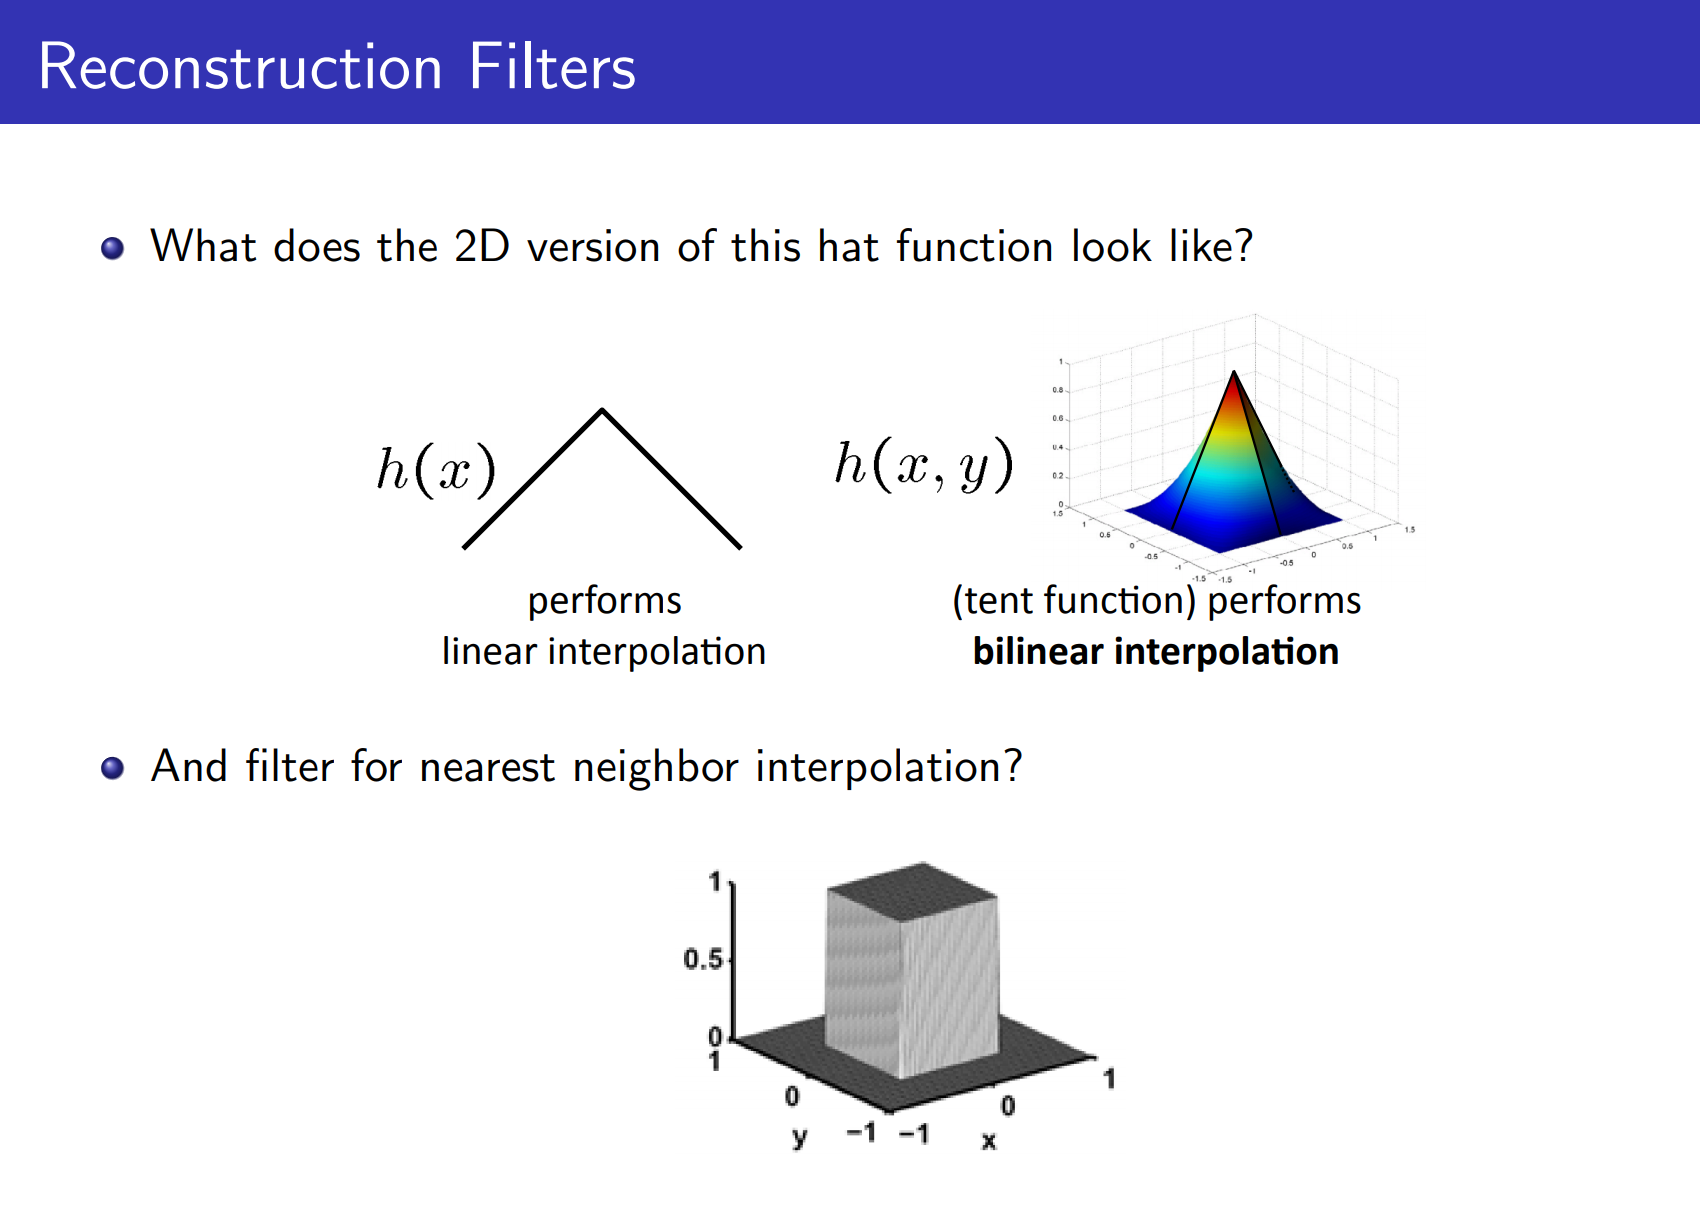 Reconstruction Filters
What does the 2D version of this hat function look like?
h(x)
h(x, y)
1
0.8
0.6
0.4
0.2
0
1.5
1
0.5
0
-0.5
-1
-1.5
-1.5
-1
-0.5
0
0.5
1
1.5
performs
linear interpolation
(tent function) performs
bilinear interpolation
And filter for nearest neighbor interpolation?
1
0.5
0
1
0
−1
y
−1
0
1
x